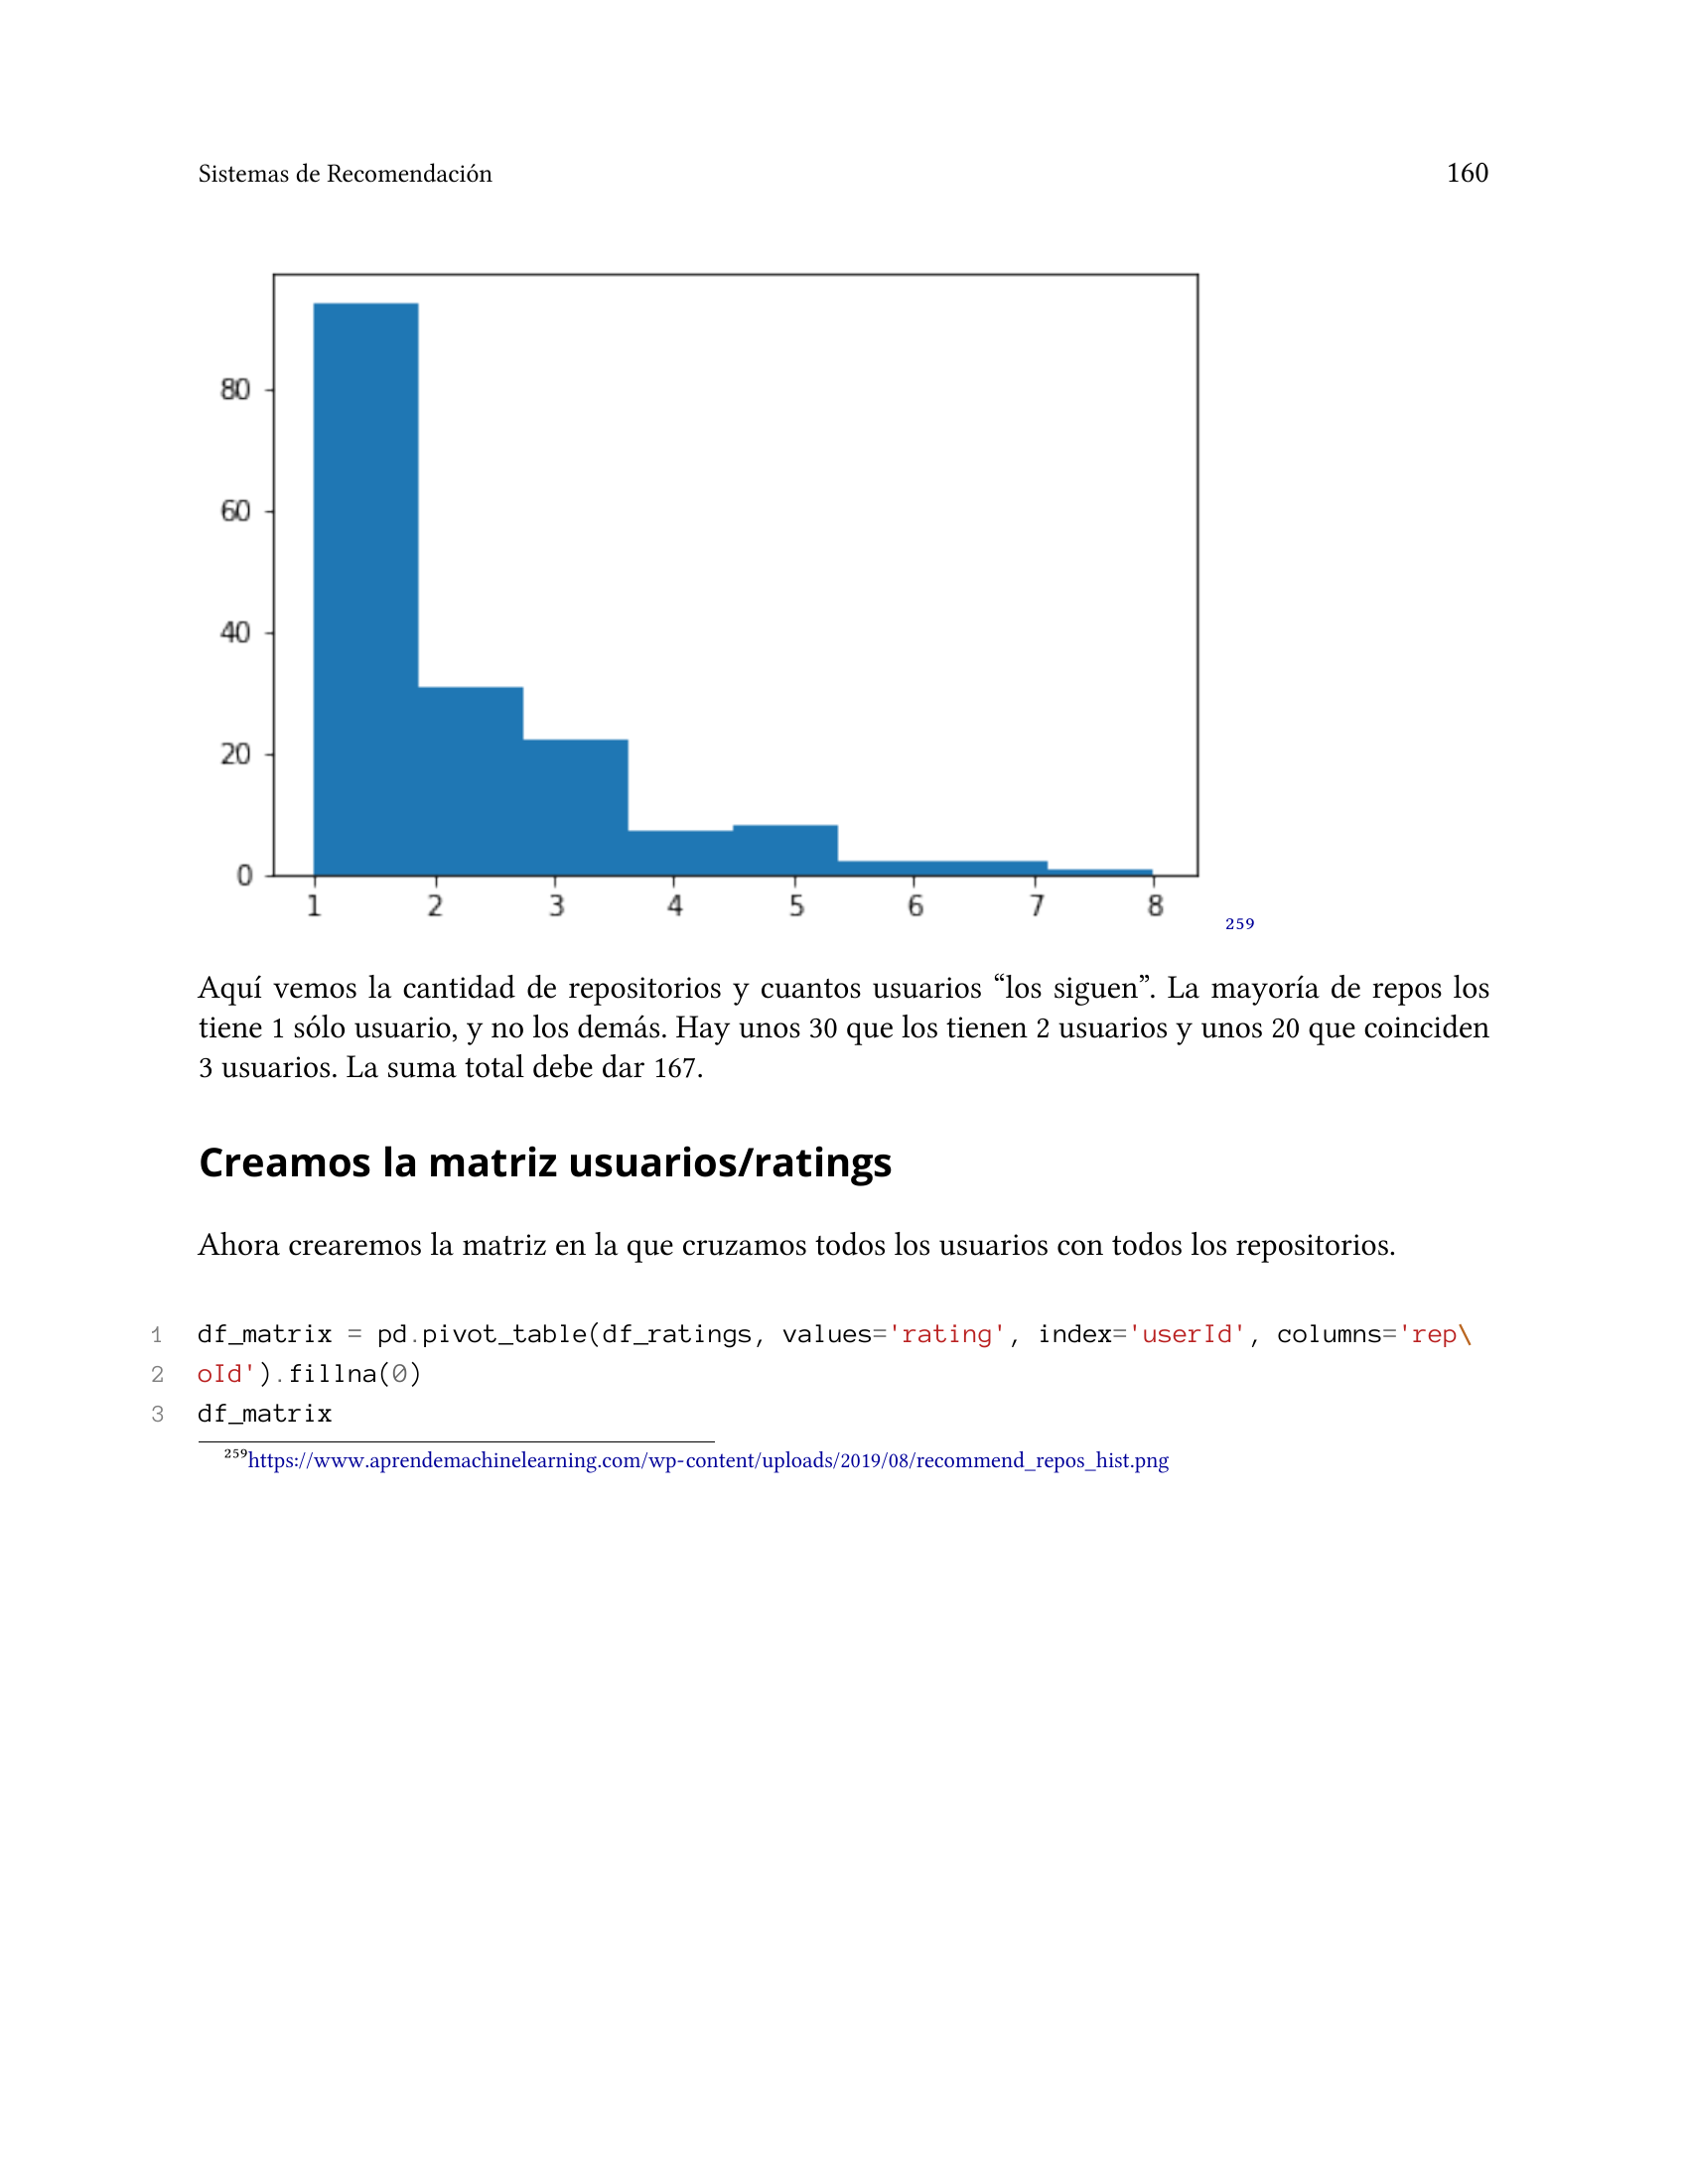 Sistemas de Recomendación 160
80
60
40
20
0
1 2 3 4 5 6 7 8
259
Aquí vemos la cantidad de repositorios y cuantos usuarios “los siguen”. La mayoría de repos los
tiene 1 sólo usuario, y no los demás. Hay unos 30 que los tienen 2 usuarios y unos 20 que coinciden
3 usuarios. La suma total debe dar 167.
Creamos la matriz usuarios/ratings
Ahora crearemos la matriz en la que cruzamos todos los usuarios con todos los repositorios.
1 df_matrix = pd.pivot_table(df_ratings, values='rating', index='userId', columns='rep\
2 oId').fillna(0)
3 df_matrix
259https://www.aprendemachinelearning.com/wp-content/uploads/2019/08/recommend_repos_hist.png